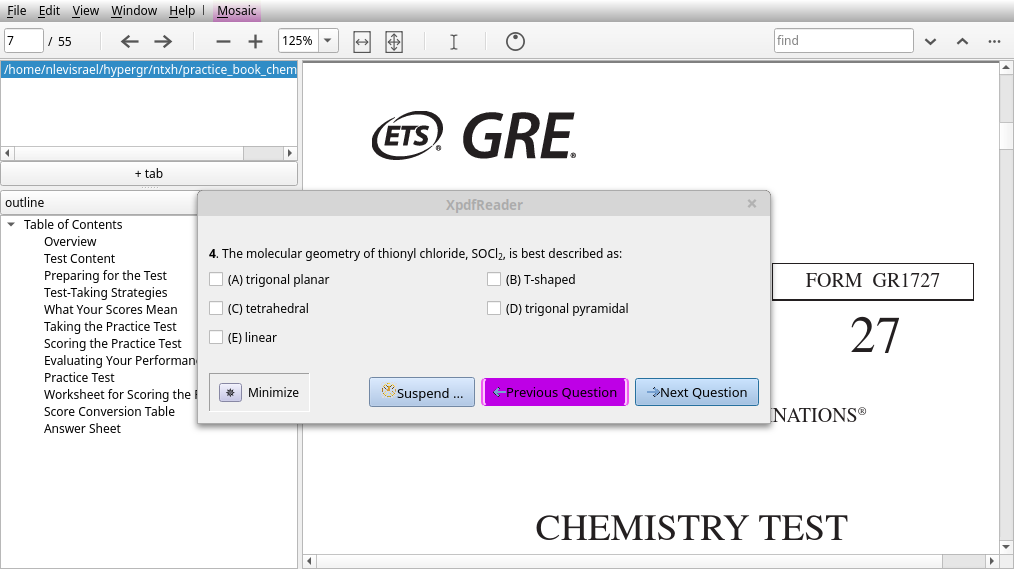 File Edit View Window Help Mosaic
7 / 55 125% find
/home/nlevisrael/hypergr/ntxh/practice_book_chem
+ tab
outline
Table of Contents
Overview
Test Content
Preparing for the Test
Test-Taking Strategies
What Your Scores Mean
Taking the Practice Test
Scoring the Practice Test
Evaluating Your Performan
Practice Test
Worksheet for Scoring the
Score Conversion Table
Answer Sheet
ETS® GRE®
FORM GR1727
27
NATIONS®
CHEMISTRY TEST
XpdfReader
4. The molecular geometry of thionyl chloride, SOCl₂, is best described as:
(A) trigonal planar (B) T-shaped
(C) tetrahedral (D) trigonal pyramidal
(E) linear
Minimize Suspend ... Previous Question Next Question